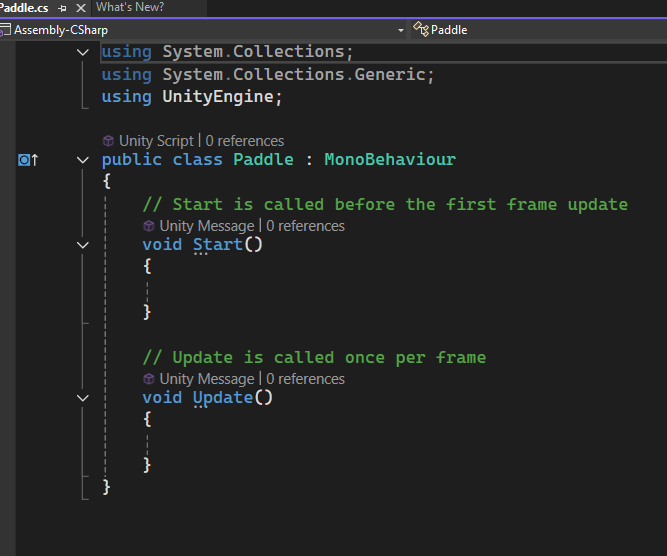 Paddle.cs What's New?
Assembly-CSharp Paddle
using System.Collections;
using System.Collections.Generic;
using UnityEngine;
Unity Script | 0 references
public class Paddle : MonoBehaviour
{
// Start is called before the first frame update
Unity Message | 0 references
void Start()
{
}
// Update is called once per frame
Unity Message | 0 references
void Update()
{
}
}